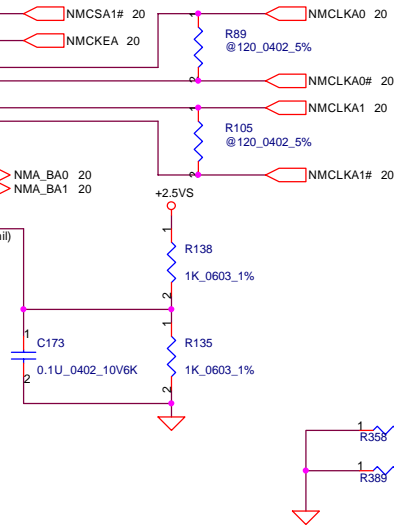 NMCSA1# 20
NMCKEA 20
1
NMCLKA0 20
R89
@120_0402_5%
2
NMCLKA0# 20
1
NMCLKA1 20
R105
@120_0402_5%
2
NMCLKA1# 20
NMA_BA0 20
NMA_BA1 20
+2.5VS
1
R138
1K_0603_1%
2
1
C173
0.1U_0402_10V6K
2
1
R135
1K_0603_1%
2
1
R358
1
R389